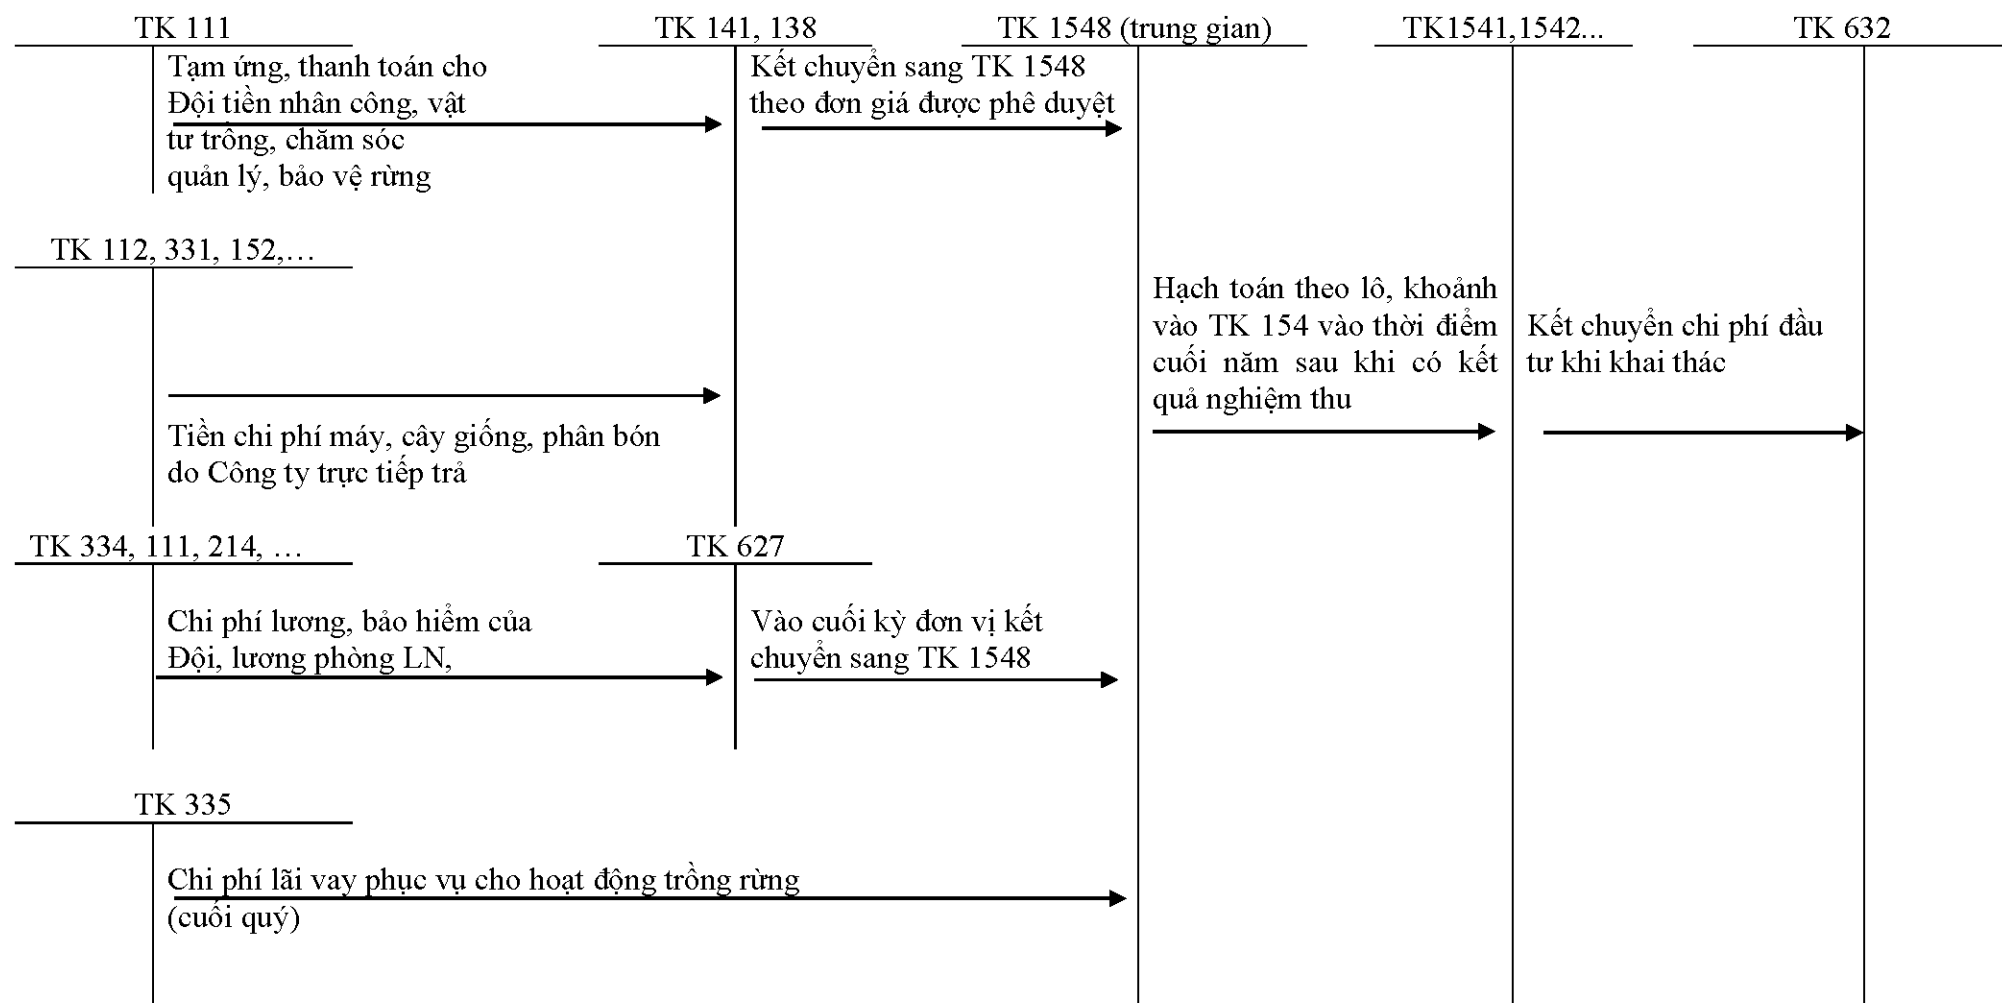 TK 111
TK 141, 138
TK 1548 (trung gian)
TK1541,1542...
TK 632
Tạm ứng, thanh toán cho
Đội tiền nhân công, vật
tư trồng, chăm sóc
quản lý, bảo vệ rừng
Kết chuyển sang TK 1548
theo đơn giá được phê duyệt
TK 112, 331, 152,…
Tiền chi phí máy, cây giống, phân bón
do Công ty trực tiếp trả
Hạch toán theo lô, khoảnh
vào TK 154 vào thời điểm
cuối năm sau khi có kết
quả nghiệm thu
Kết chuyển chi phí đầu
tư khi khai thác
TK 334, 111, 214, …
TK 627
Chi phí lương, bảo hiểm của
Đội, lương phòng LN,
Vào cuối kỳ đơn vị kết
chuyển sang TK 1548
TK 335
Chi phí lãi vay phục vụ cho hoạt động trồng rừng
(cuối quý)